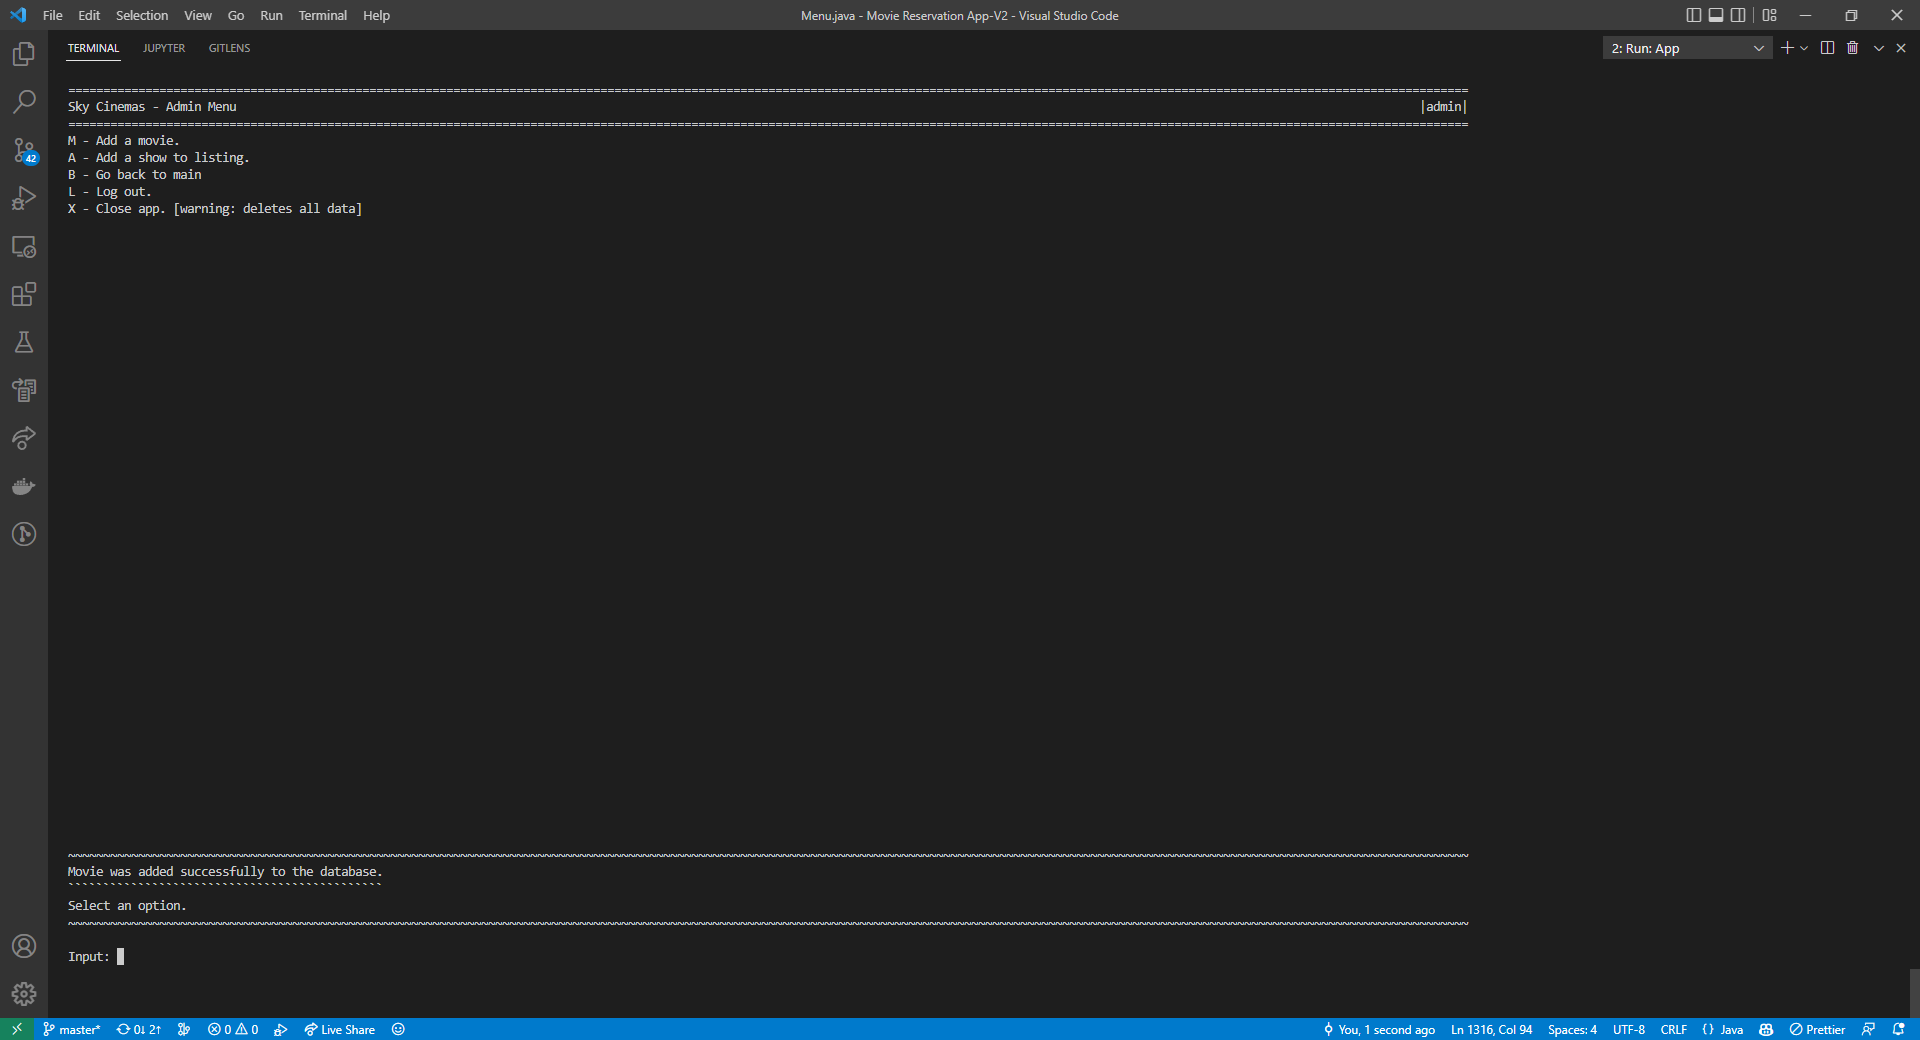 File Edit Selection View Go Run Terminal Help
Menu.java - Movie Reservation App-V2 - Visual Studio Code
TERMINAL JUPYTER GITLENS
2: Run: App
Sky Cinemas - Admin Menu |admin|
M - Add a movie.
A - Add a show to listing.
B - Go back to main
L - Log out.
X - Close app. [warning: deletes all data]
42
Movie was added successfully to the database.
Select an option.
Input:
master* 0↓ 2↑ 0 0 Live Share
You, 1 second ago Ln 1316, Col 94 Spaces: 4 UTF-8 CRLF {} Java Prettier